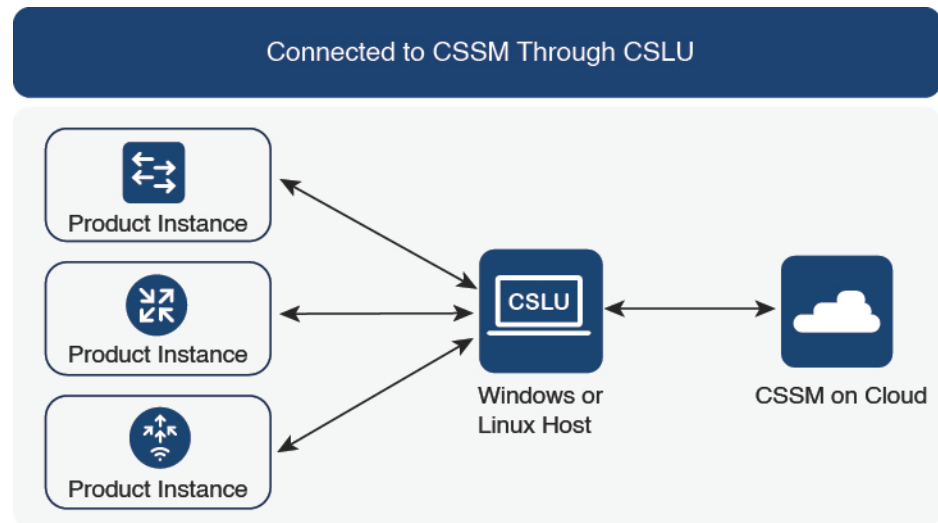 Connected to CSSM Through CSLU
Product Instance
Product Instance
Product Instance
CSLU
Windows or
Linux Host
CSSM on Cloud